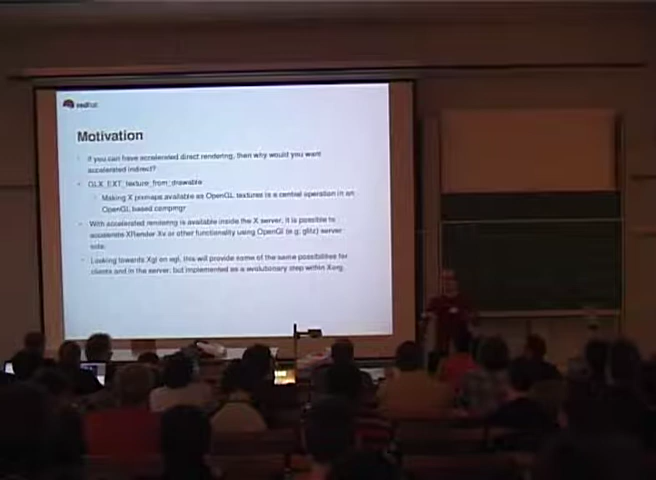 redhat
Motivation
If you can have accelerated direct rendering, then why would you want
accelerated indirect?
GLX_EXT_texture_from_drawable
Making X pixmaps available as OpenGL textures is a central operation in an
OpenGL based compmgr
With accelerated rendering is available inside the X server, it is possible to
accelerate XRender Xv or other functionality using OpenGl (e.g. glitz) server
side.
Looking towards Xgl on egl, this will provide some of the same possibilities for
clients and in the server, but implemented as a evolutionary step within Xorg.